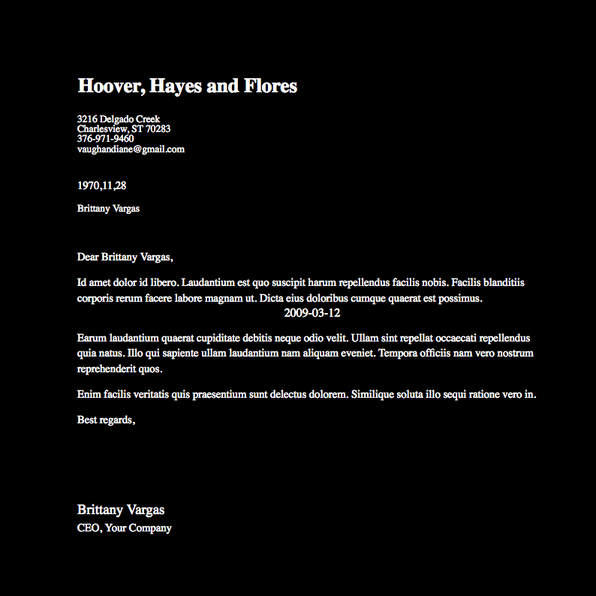 Hoover, Hayes and Flores
3216 Delgado Creek
Charlesview, ST 70283
376-971-9460
vaughandiane@gmail.com
1970,11,28
Brittany Vargas
Dear Brittany Vargas,
Id amet dolor id libero. Laudantium est quo suscipit harum repellendus facilis nobis. Facilis blanditiis
corporis rerum facere labore magnam ut. Dicta eius doloribus cumque quaerat est possimus.
2009-03-12
Earum laudantium quaerat cupiditate debitis neque odio velit. Ullam sint repellat occaecati repellendus
quia natus. Illo qui sapiente ullam laudantium nam aliquam eveniet. Tempora officiis nam vero nostrum
reprehenderit quos.
Enim facilis veritatis quis praesentium sunt delectus dolorem. Similique soluta illo sequi ratione vero in.
Best regards,
Brittany Vargas
CEO, Your Company